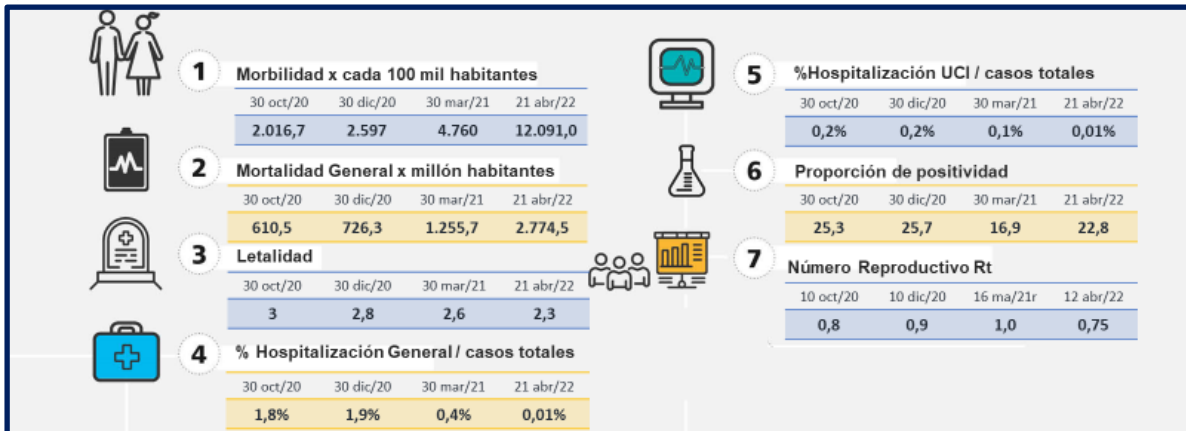 1
Morbilidad x cada 100 mil habitantes
30 oct/20 30 dic/20 30 mar/21 21 abr/22
2.016,7 2.597 4.760 12.091,0
2
Mortalidad General x millón habitantes
30 oct/20 30 dic/20 30 mar/21 21 abr/22
610,5 726,3 1.255,7 2.774,5
3
Letalidad
30 oct/20 30 dic/20 30 mar/21 21 abr/22
3 2,8 2,6 2,3
4
% Hospitalización General / casos totales
30 oct/20 30 dic/20 30 mar/21 21 abr/22
1,8% 1,9% 0,4% 0,01%
5
%Hospitalización UCI / casos totales
30 oct/20 30 dic/20 30 mar/21 21 abr/22
0,2% 0,2% 0,1% 0,01%
6
Proporción de positividad
30 oct/20 30 dic/20 30 mar/21 21 abr/22
25,3 25,7 16,9 22,8
7
Número Reproductivo Rt
10 oct/20 10 dic/20 16 ma/21r 12 abr/22
0,8 0,9 1,0 0,75